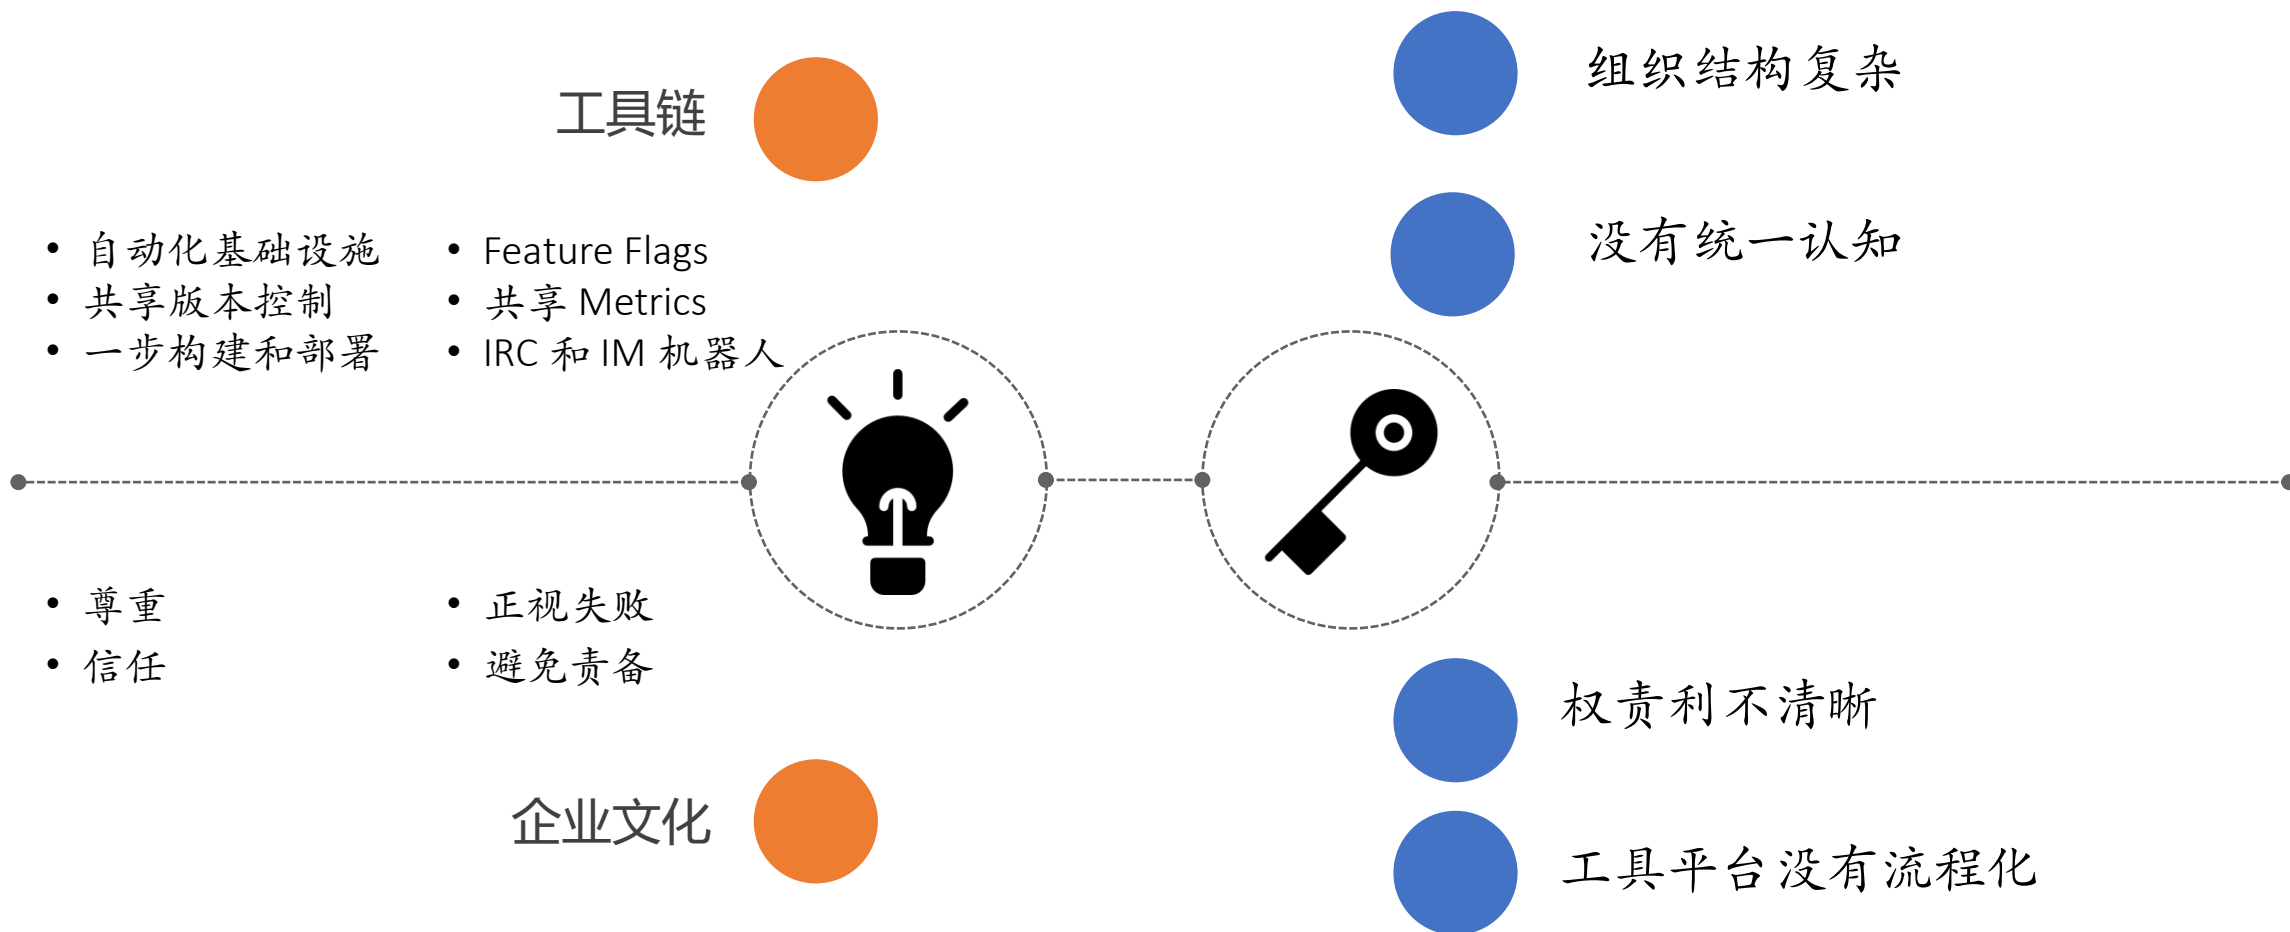 工具链
• 自动化基础设施
• 共享版本控制
• 一步构建和部署
• Feature Flags
• 共享 Metrics
• IRC 和 IM 机器人
• 尊重
• 信任
• 正视失败
• 避免责备
企业文化
组织结构复杂
没有统一认知
权责利不清晰
工具平台没有流程化